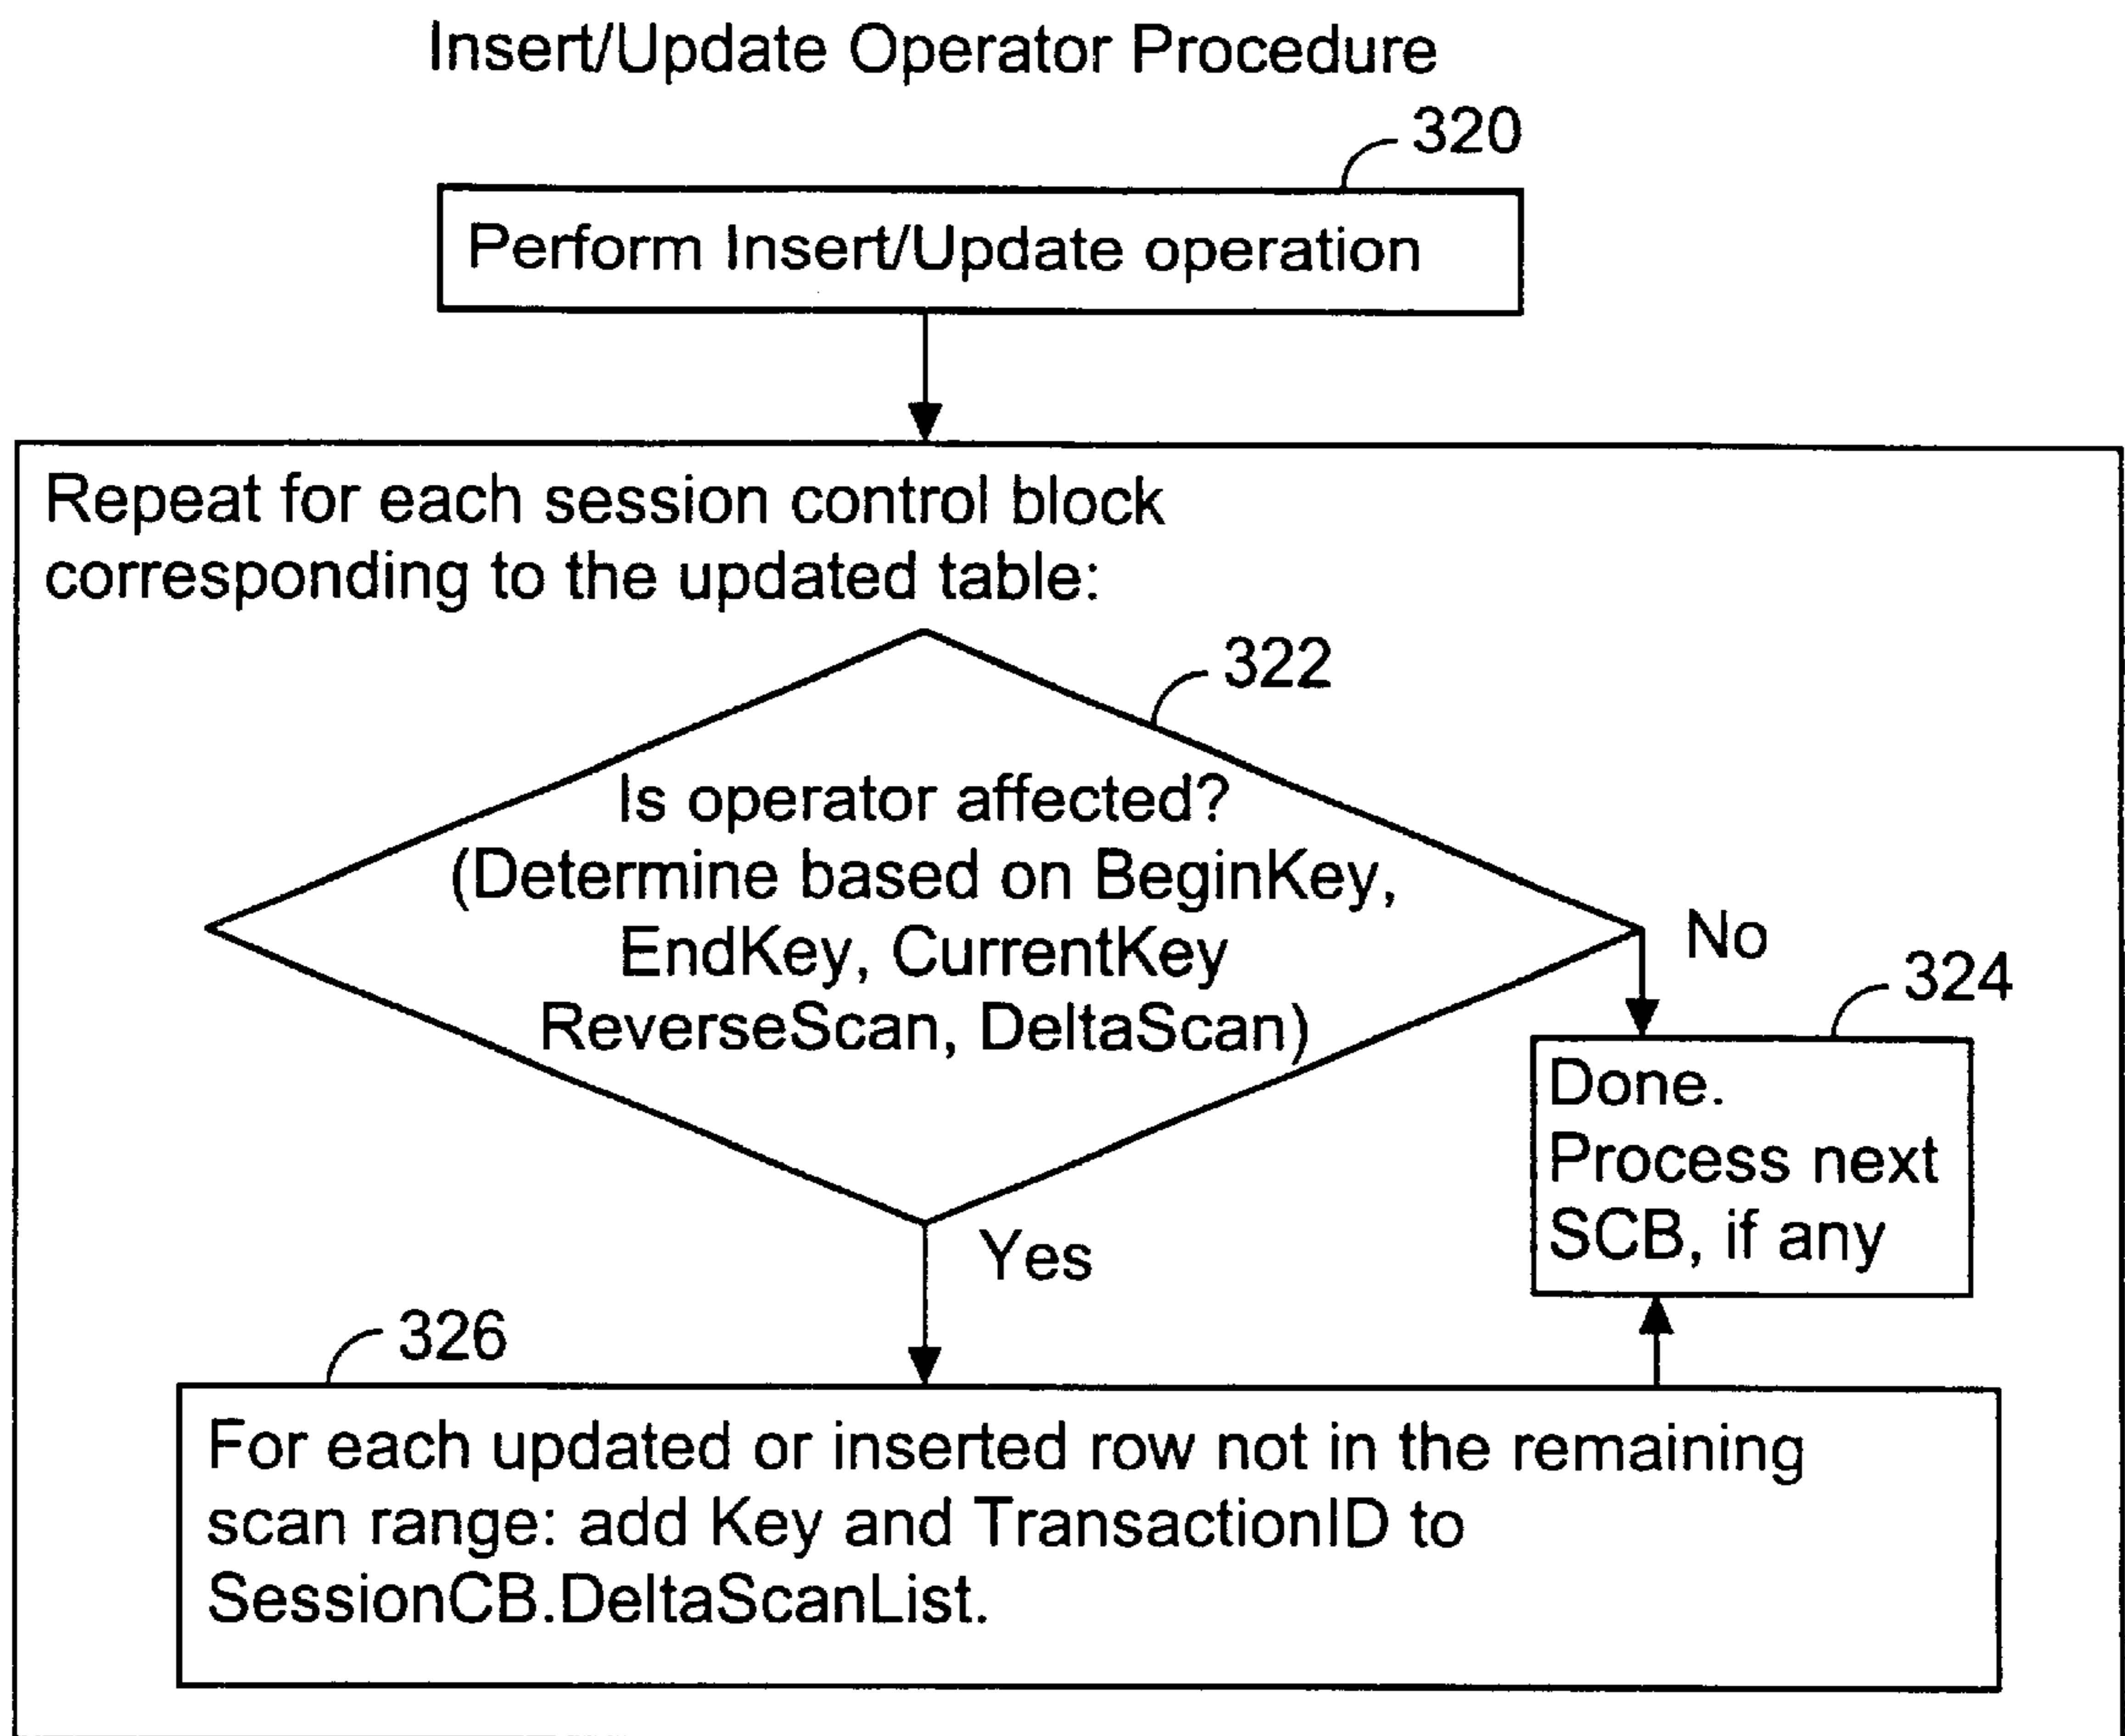 Insert/Update Operator Procedure
320
Perform Insert/Update operation
Repeat for each session control block
corresponding to the updated table:
322
Is operator affected?
(Determine based on BeginKey,
EndKey, CurrentKey
ReverseScan, DeltaScan)
No
324
Done.
Process next
SCB, if any
Yes
326
For each updated or inserted row not in the remaining
scan range: add Key and TransactionID to
SessionCB.DeltaScanList.